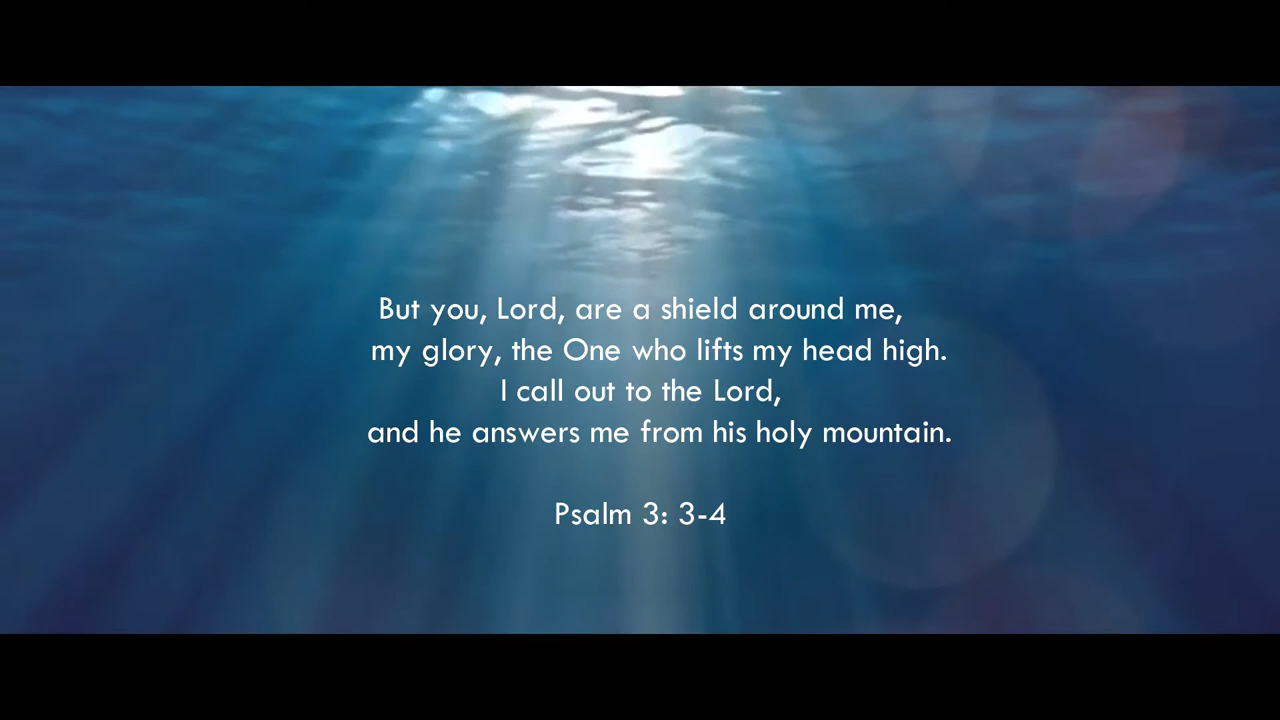 But you, Lord, are a shield around me,
my glory, the One who lifts my head high.
I call out to the Lord,
and he answers me from his holy mountain.
Psalm 3: 3-4